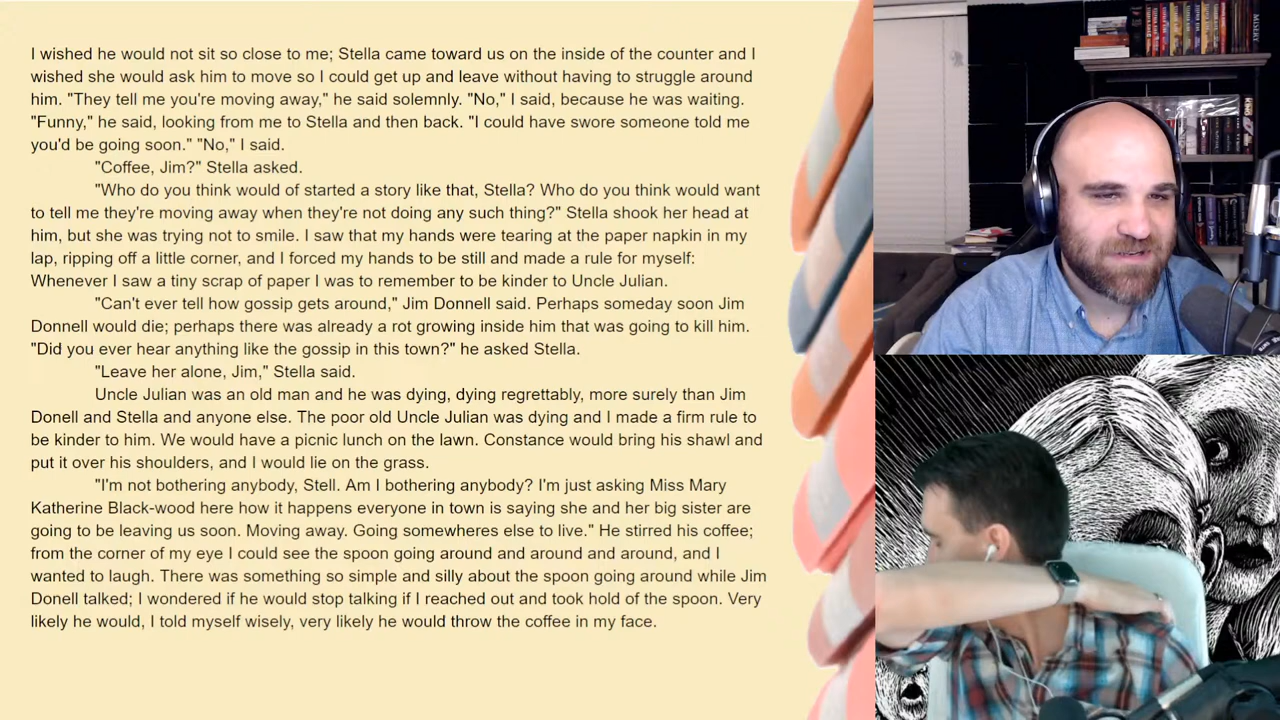 I wished he would not sit so close to me; Stella came toward us on the inside of the counter and I
wished she would ask him to move so I could get up and leave without having to struggle around
him. "They tell me you're moving away," he said solemnly. "No," I said, because he was waiting.
"Funny," he said, looking from me to Stella and then back. "I could have swore someone told me
you'd be going soon." "No," I said.
"Coffee, Jim?" Stella asked.
"Who do you think would of started a story like that, Stella? Who do you think would want
to tell me they're moving away when they're not doing any such thing?" Stella shook her head at
him, but she was trying not to smile. I saw that my hands were tearing at the paper napkin in my
lap, ripping off a little corner, and I forced my hands to be still and made a rule for myself:
Whenever I saw a tiny scrap of paper I was to remember to be kinder to Uncle Julian.
"Can't ever tell how gossip gets around," Jim Donnell said. Perhaps someday soon Jim
Donnell would die; perhaps there was already a rot growing inside him that was going to kill him.
"Did you ever hear anything like the gossip in this town?" he asked Stella.
"Leave her alone, Jim," Stella said.
Uncle Julian was an old man and he was dying, dying regrettably, more surely than Jim
Donell and Stella and anyone else. The poor old Uncle Julian was dying and I made a firm rule to
be kinder to him. We would have a picnic lunch on the lawn. Constance would bring his shawl and
put it over his shoulders, and I would lie on the grass.
"I'm not bothering anybody, Stell. Am I bothering anybody? I'm just asking Miss Mary
Katherine Black-wood here how it happens everyone in town is saying she and her big sister are
going to be leaving us soon. Moving away. Going somewheres else to live." He stirred his coffee;
from the corner of my eye I could see the spoon going around and around and around, and I
wanted to laugh. There was something so simple and silly about the spoon going around while Jim
Donell talked; I wondered if he would stop talking if I reached out and took hold of the spoon. Very
likely he would, I told myself wisely, very likely he would throw the coffee in my face.
MISERY
KING